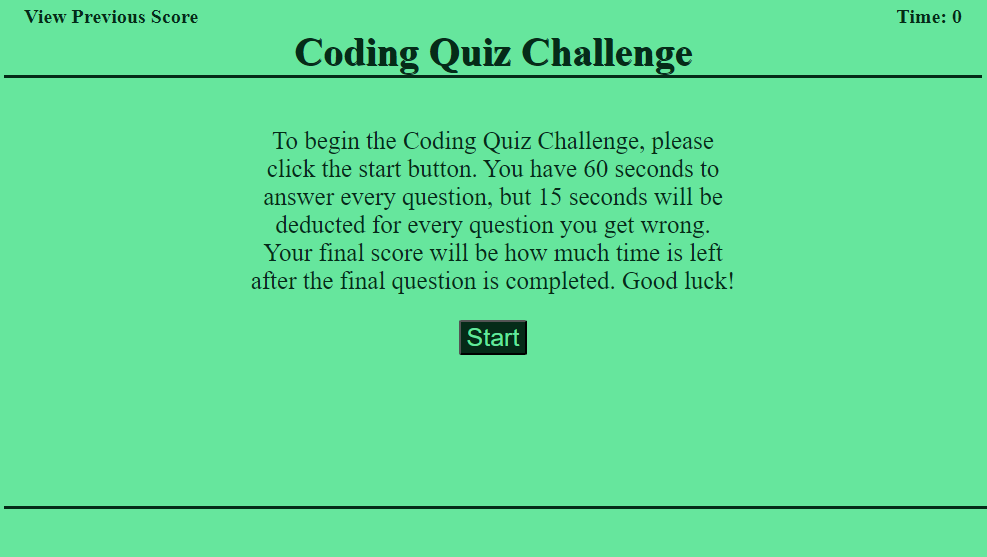 View Previous Score
Time: 0
Coding Quiz Challenge
To begin the Coding Quiz Challenge, please
click the start button. You have 60 seconds to
answer every question, but 15 seconds will be
deducted for every question you get wrong.
Your final score will be how much time is left
after the final question is completed. Good luck!
Start